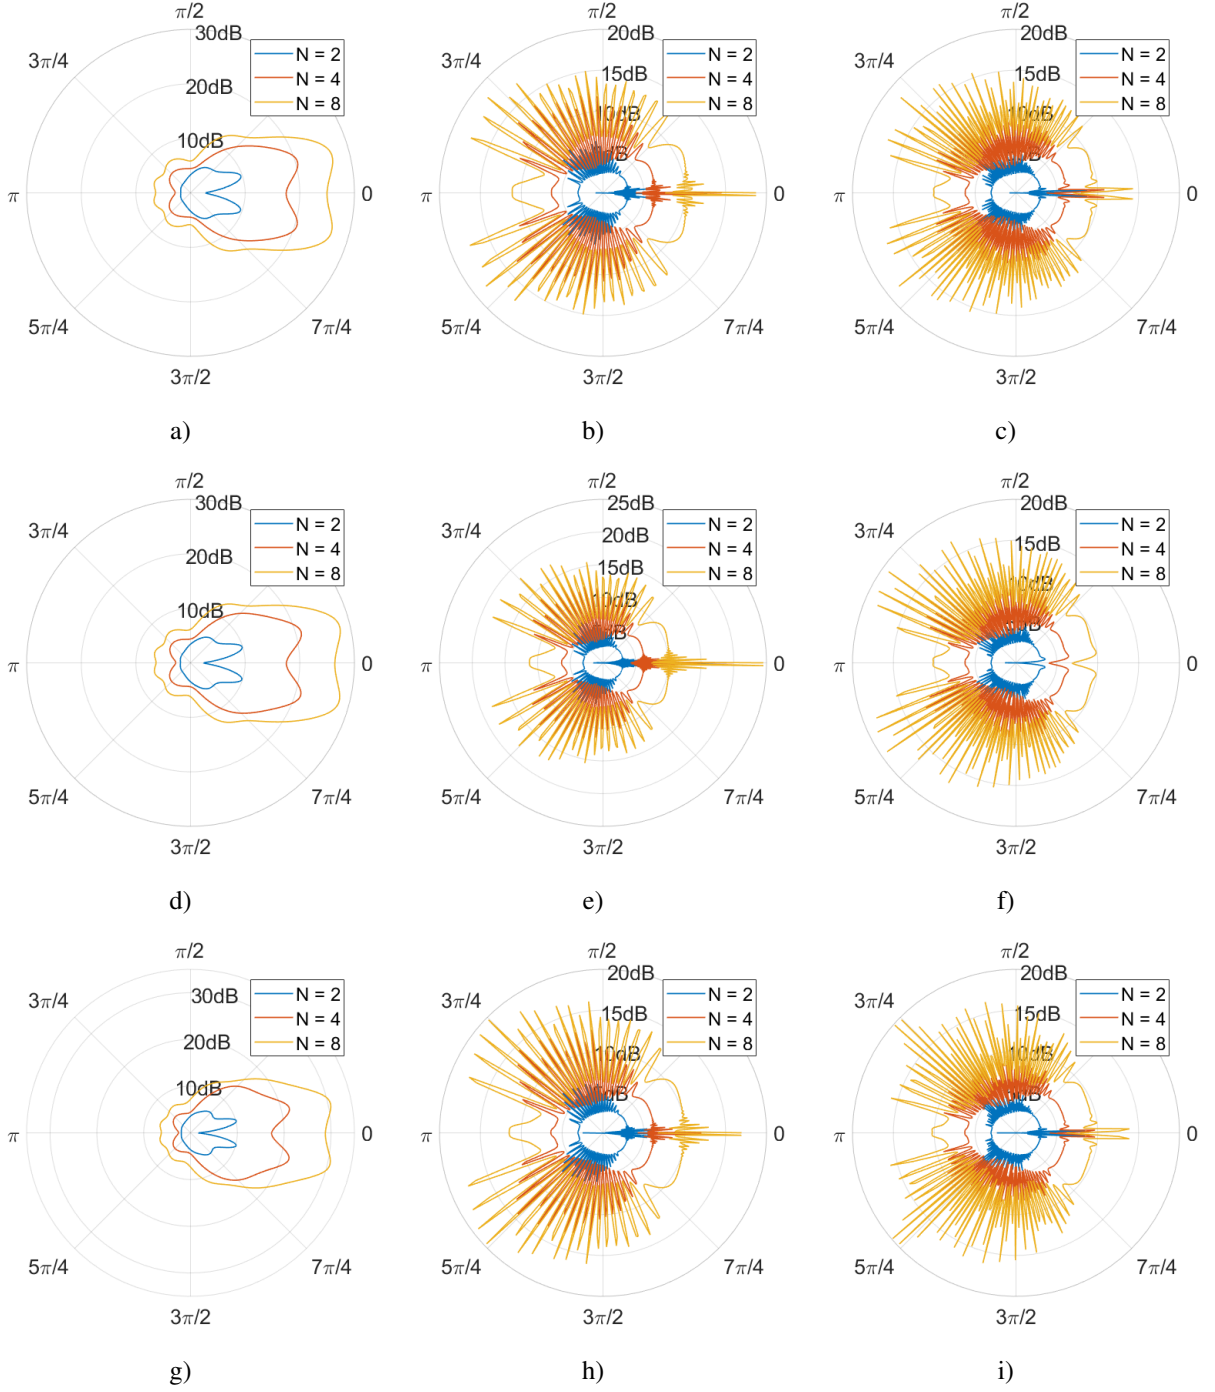 π/2 π/2 π/2
30dB 20dB 20dB
N = 2 N = 2 N = 2
3π/4 3π/4 3π/4
N = 4 15dB N = 4 15dB N = 4
20dB
N = 8 N = 8 N = 8
10dB 10dB
10dB
π 0 π 0 π 0
5π/4 7π/4 5π/4 7π/4 5π/4 7π/4
3π/2 3π/2 3π/2
a) b) c)
π/2 π/2 π/2
30dB 25dB 20dB
N = 2 N = 2 N = 2
3π/4 3π/4 3π/4
20dB N = 4 20dB N = 4 15dB N = 4
N = 8 15dB N = 8 N = 8
10dB 10dB 10dB
π 0 π 0 π 0
5π/4 7π/4 5π/4 7π/4 5π/4 7π/4
3π/2 3π/2 3π/2
d) e) f)
π/2 π/2 π/2
20dB 20dB
30dB N = 2 N = 2 N = 2
3π/4 3π/4 3π/4
N = 4 15dB N = 4 15dB N = 4
20dB N = 8 N = 8 N = 8
10dB 10dB 10dB
π 0 π 0 π 0
5π/4 7π/4 5π/4 7π/4 5π/4 7π/4
3π/2 3π/2 3π/2
g) h) i)